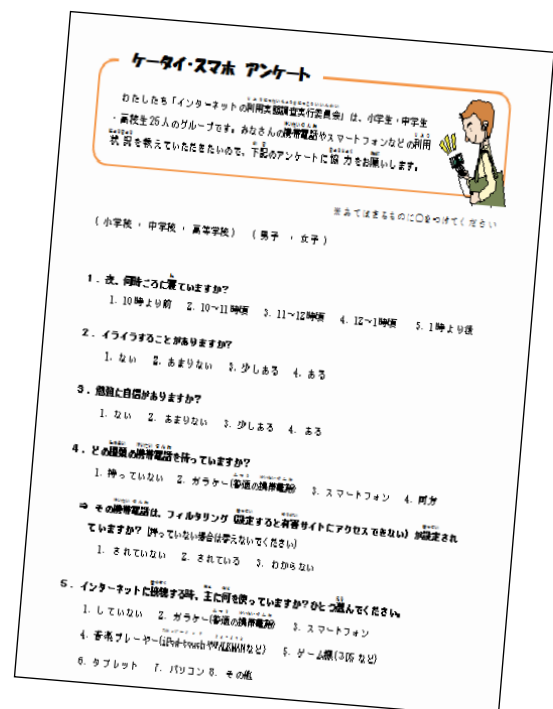 ケータイ・スマホ アンケート
わたしたち「インターネットの利用実態調査実行委員会」は、小学生・中学生
・高校生25人のグループです。みなさんの携帯電話やスマートフォンなどの利用
状況を教えていただきたいので、下記のアンケートに協力をお願いします。
※あてはまるものに○をつけてください
(小学校 ・ 中学校 ・ 高等学校) (男子 ・ 女子)
1. 夜、何時ころに寝ていますか?
1. 10時より前 2. 10~11時頃 3. 11~12時頃 4. 12~1時頃 5. 1時より後
2. イライラすることがありますか?
1. ない 2. あまりない 3. 少しある 4. ある
3. 勉強に自信がありますか?
1. ない 2. あまりない 3. 少しある 4. ある
4. どの種類の携帯電話を持っていますか?
1. 持っていない 2. ガラケー(普通の携帯電話) 3. スマートフォン 4. 両方
⇒ その携帯電話は、フィルタリング(設定すると有害サイトにアクセスできない)が設定され
ていますか?(持っていない場合は答えないでください)
1. されていない 2. されている 3. わからない
5. インターネットに接続する時、主に何を使っていますか?ひとつ選んでください。
1. していない 2. ガラケー(普通の携帯電話) 3. スマートフォン
4. 音楽プレーヤー(iPod touchやWALKMANなど) 5. ゲーム機(3DSなど)
6. タブレット 7. パソコン 8. その他